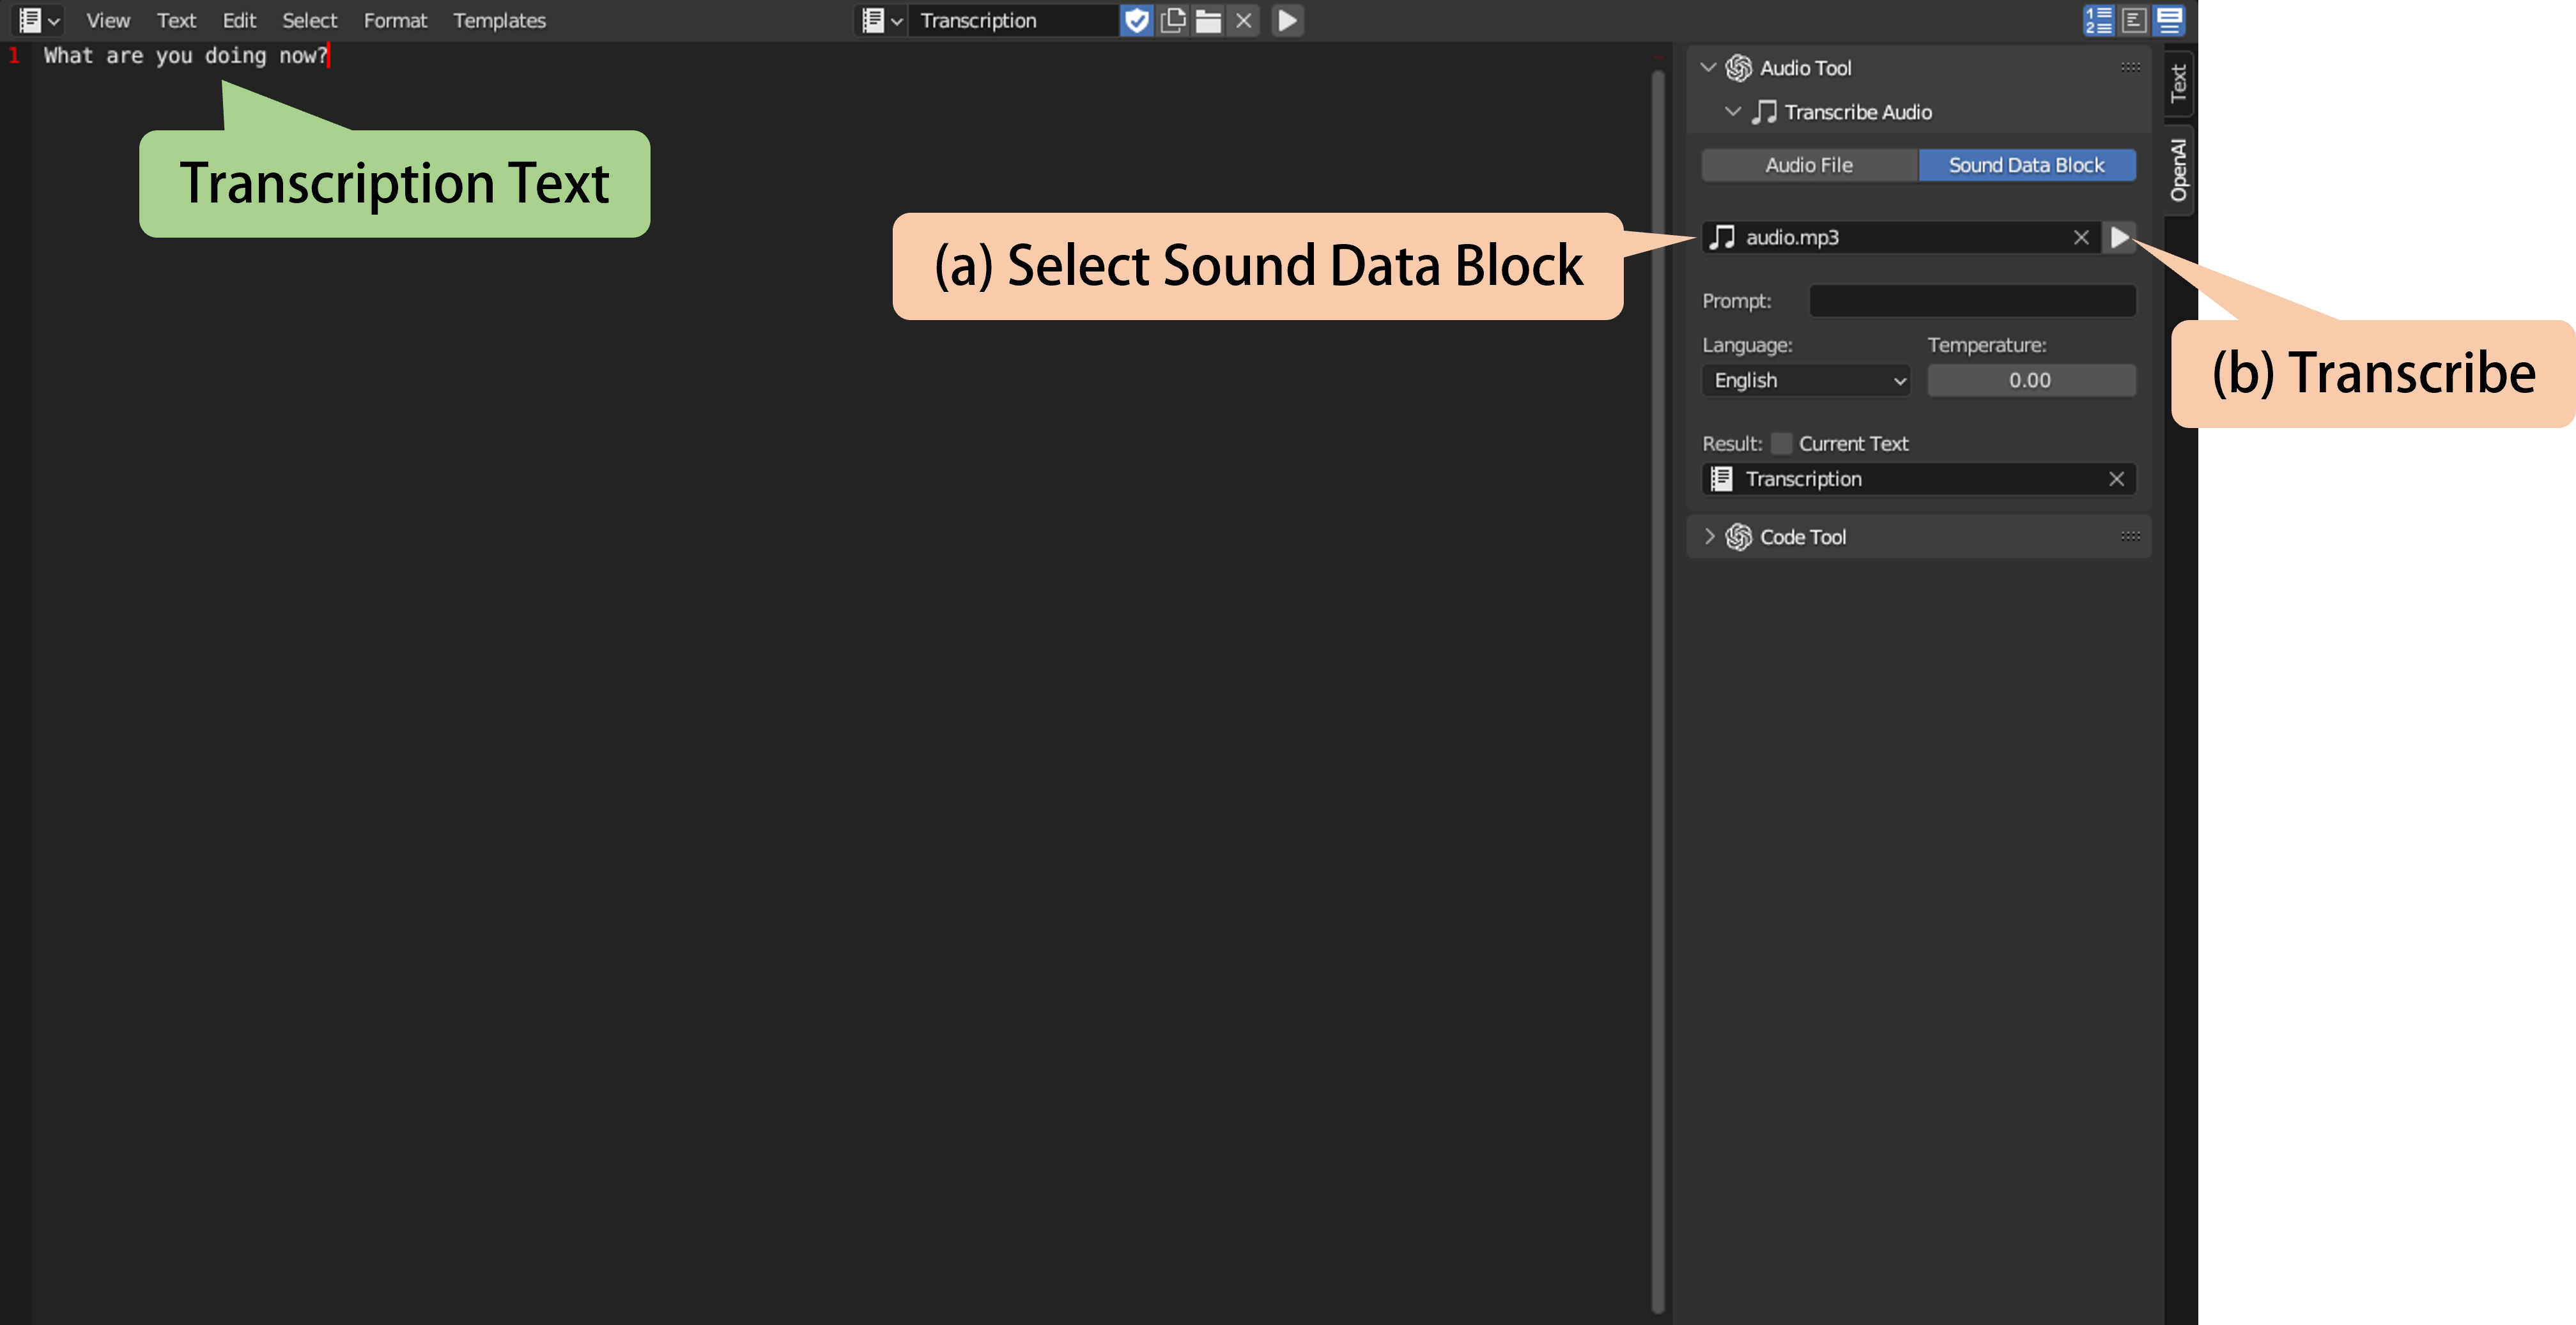 View Text Edit Select Format Templates Transcription
1 What are you doing now?
Transcription Text
(a) Select Sound Data Block
(b) Transcribe
Audio Tool
Transcribe Audio
Audio File Sound Data Block
audio.mp3
Prompt:
Language: Temperature:
English 0.00
Result: Current Text
Transcription
Code Tool
Text
OpenAI